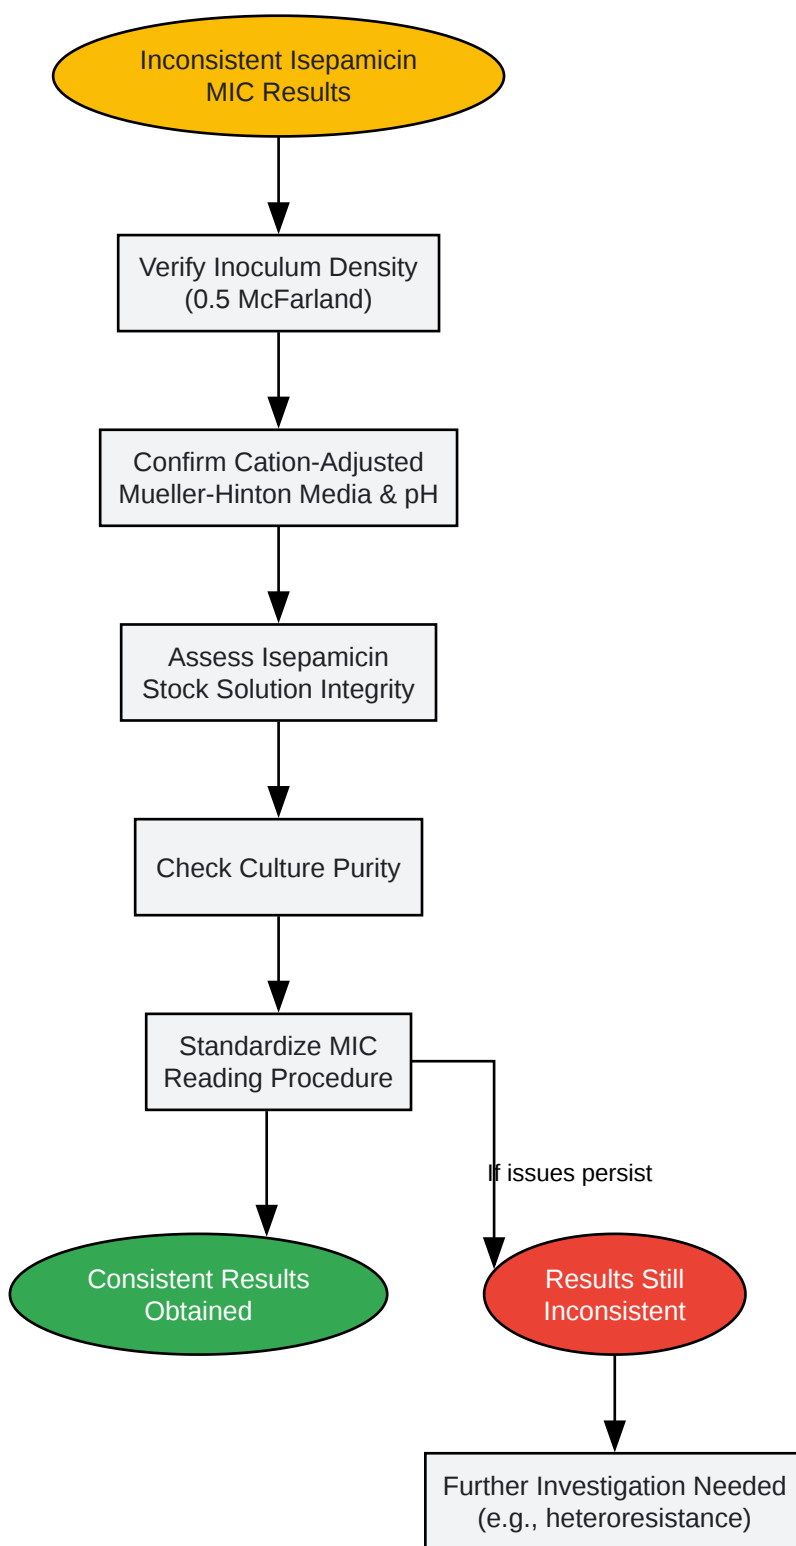 Inconsistent Isepamicin
MIC Results
Verify Inoculum Density
(0.5 McFarland)
Confirm Cation-Adjusted
Mueller-Hinton Media & pH
Assess Isepamicin
Stock Solution Integrity
Check Culture Purity
Standardize MIC
Reading Procedure
If issues persist
Consistent Results
Obtained
Results Still
Inconsistent
Further Investigation Needed
(e.g., heteroresistance)